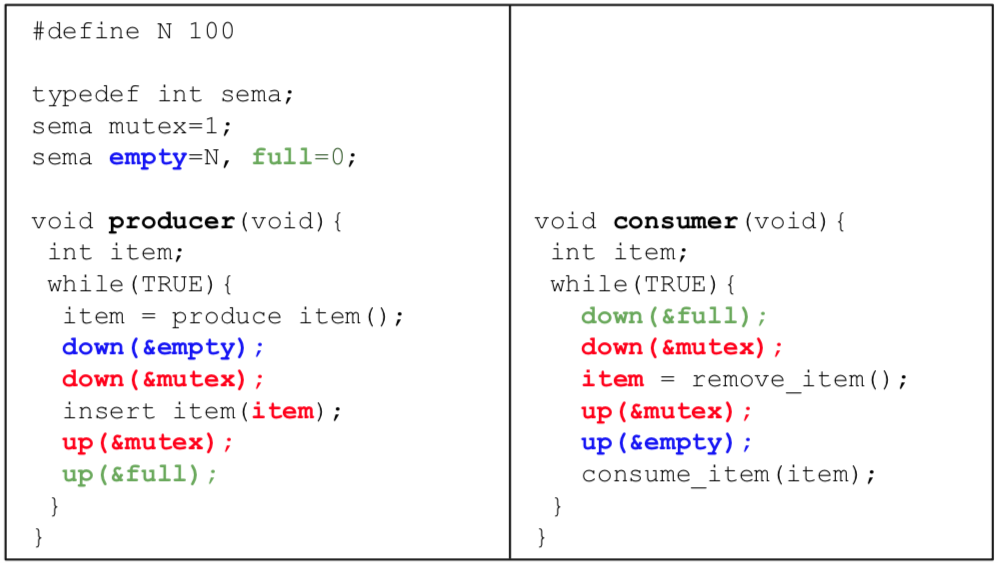 #define N 100
typedef int sema;
sema mutex=1;
sema empty=N, full=0;
void producer(void){
int item;
while(TRUE){
item = produce item();
down(&empty);
down(&mutex);
insert item(item);
up(&mutex);
up(&full);
}
}
void consumer(void){
int item;
while(TRUE){
down(&full);
down(&mutex);
item = remove_item();
up(&mutex);
up(&empty);
consume_item(item);
}
}